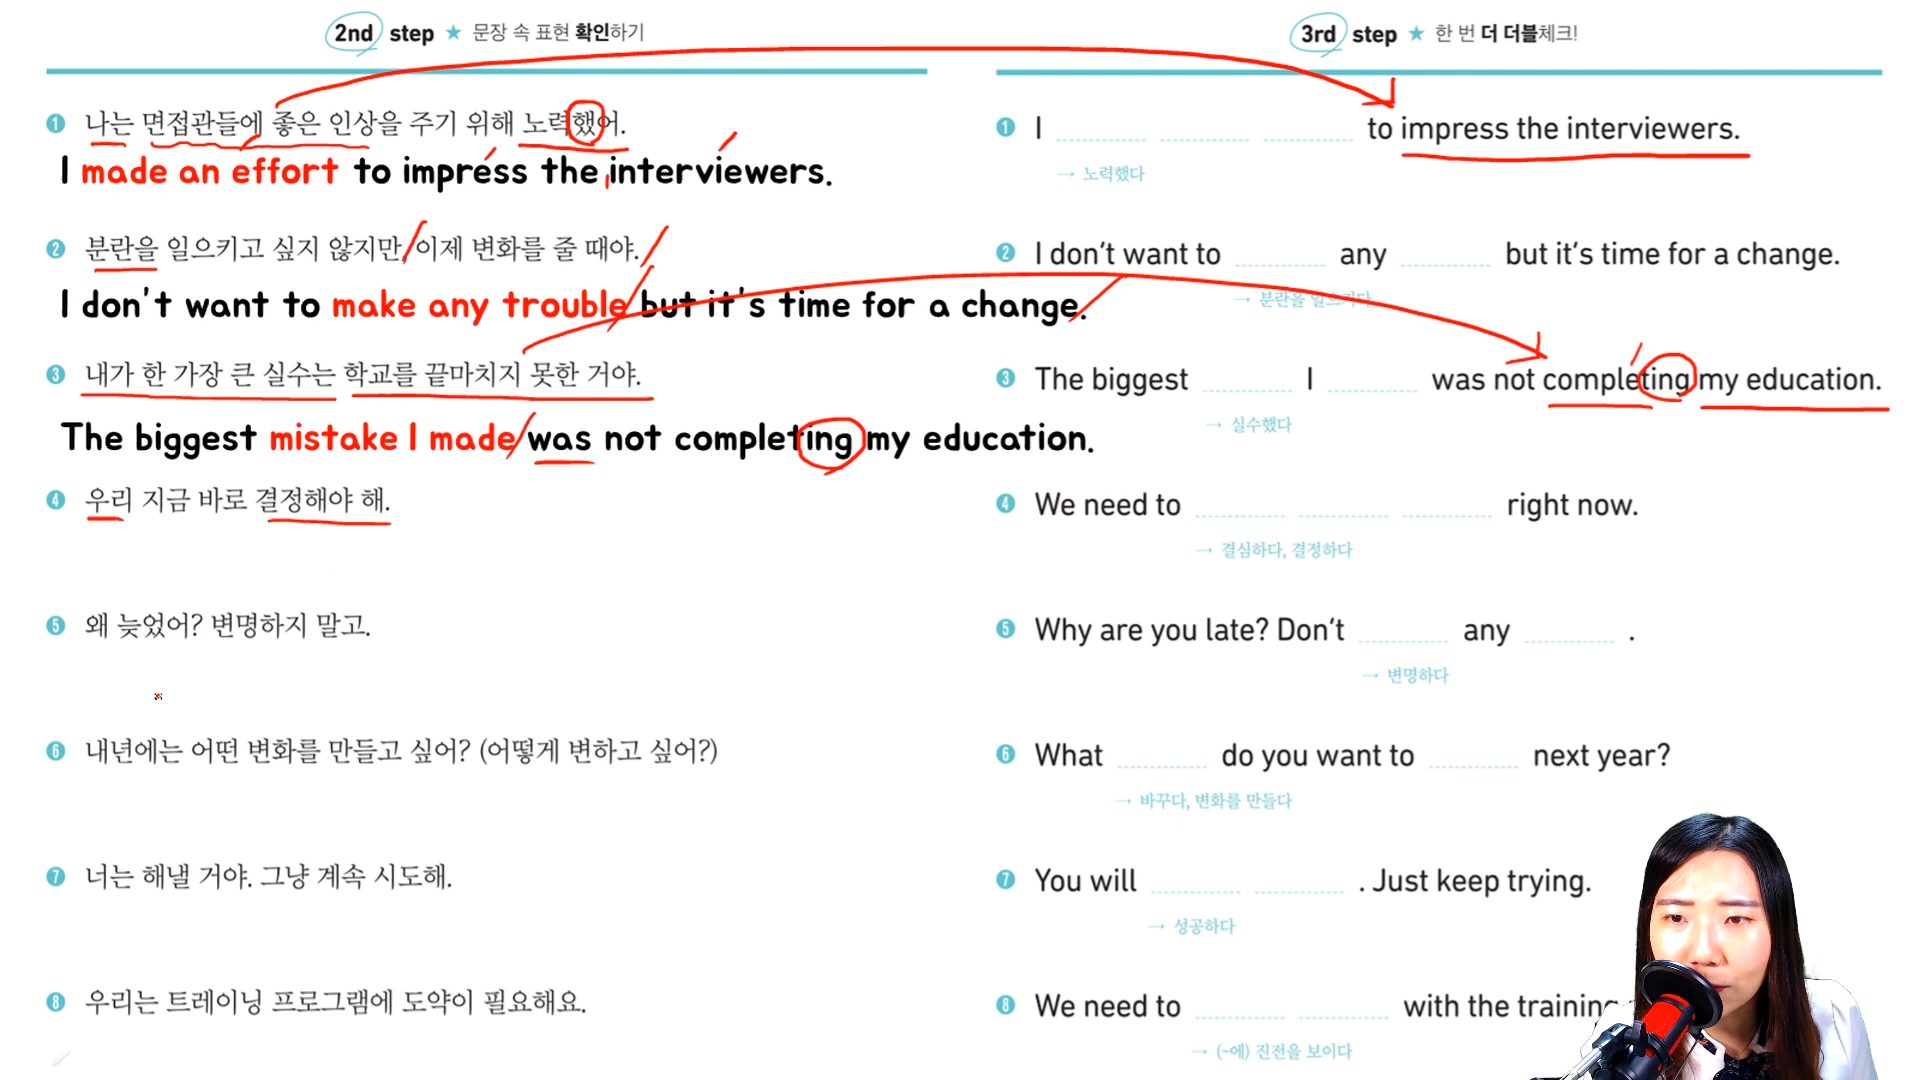 2nd step ★ 문장 속 표현 확인하기
① 나는 면접관들에 좋은 인상을 주기 위해 노력했어.
I made an effort to impress the interviewers.
② 분란을 일으키고 싶지 않지만, 이제 변화를 줄 때야.
I don't want to make any trouble but it's time for a change.
③ 내가 한 가장 큰 실수는 학교를 끝마치지 못한 거야.
The biggest mistake I made was not completing my education.
④ 우리 지금 바로 결정해야 해.
⑤ 왜 늦었어? 변명하지 말고.
⑥ 내년에는 어떤 변화를 만들고 싶어? (어떻게 변하고 싶어?)
⑦ 너는 해낼 거야. 그냥 계속 시도해.
⑧ 우리는 트레이닝 프로그램에 도약이 필요해요.
3rd step ★ 한 번 더 더블체크!
① I to impress the interviewers.
→ 노력했다
② I don't want to any but it's time for a change.
→ 분란을 일으키다
③ The biggest I was not completing my education.
→ 실수했다
④ We need to right now.
→ 결심하다, 결정하다
⑤ Why are you late? Don't any .
→ 변명하다
⑥ What do you want to next year?
→ 바꾸다, 변화를 만들다
⑦ You will . Just keep trying.
→ 성공하다
⑧ We need to with the training
→ (~에) 진전을 보이다